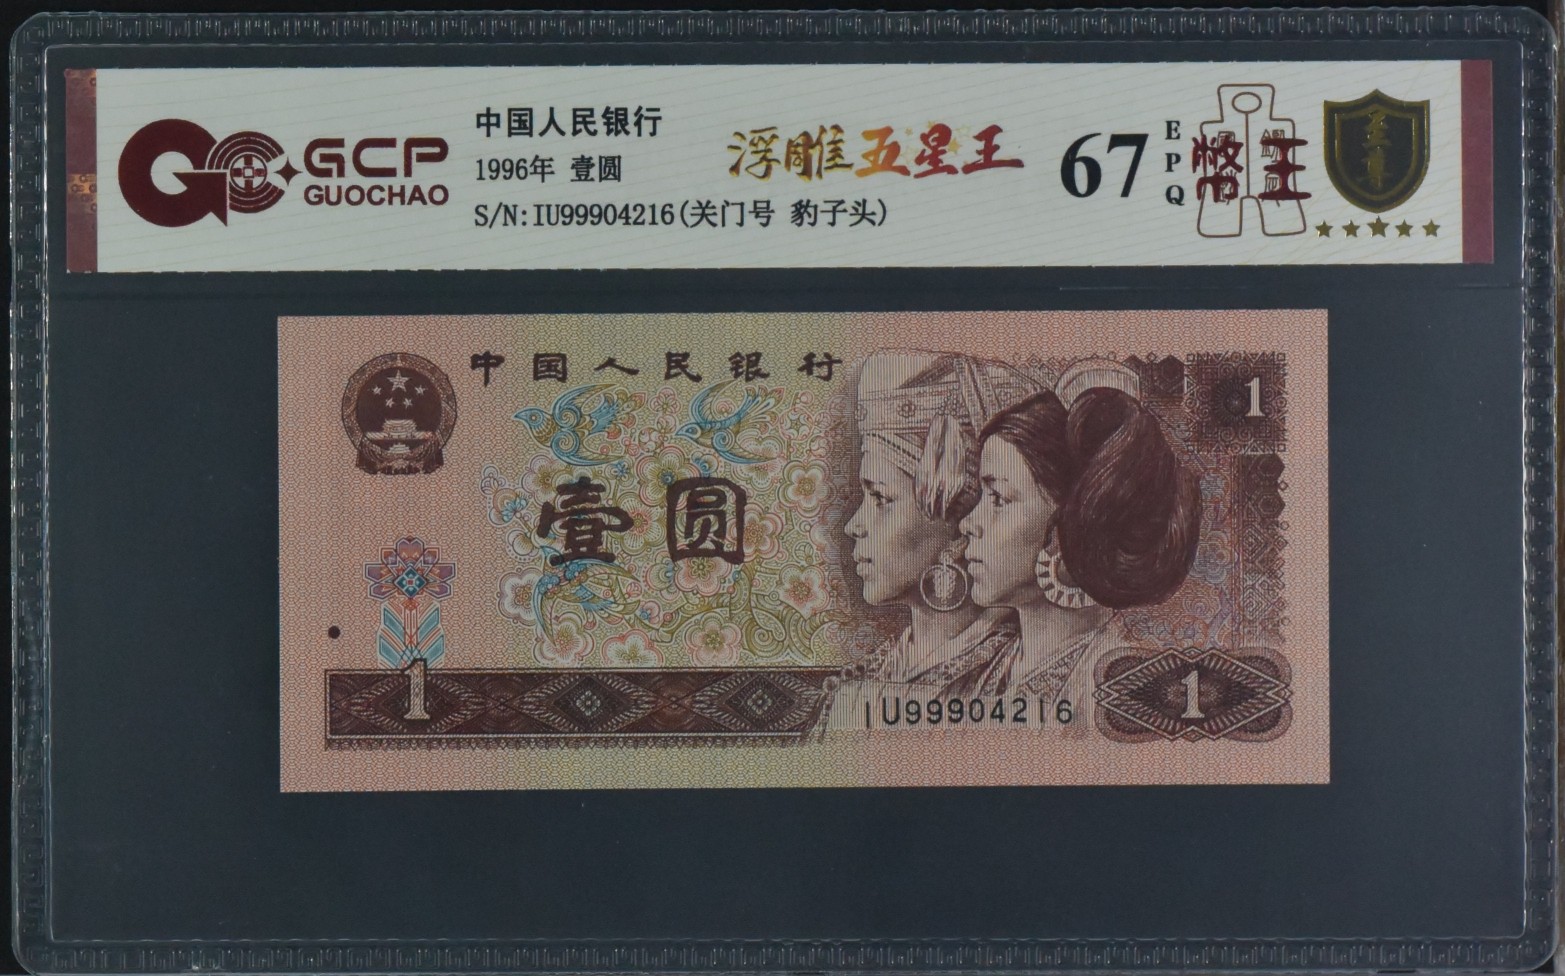 GCP
GUOCHAO
中国人民银行
1996年 壹圆
S/N:IU99904216(关门号 豹子头)
浮雕五星王
67
EPQ
至尊
中国人民银行
1
壹圆
1
IU99904216
1